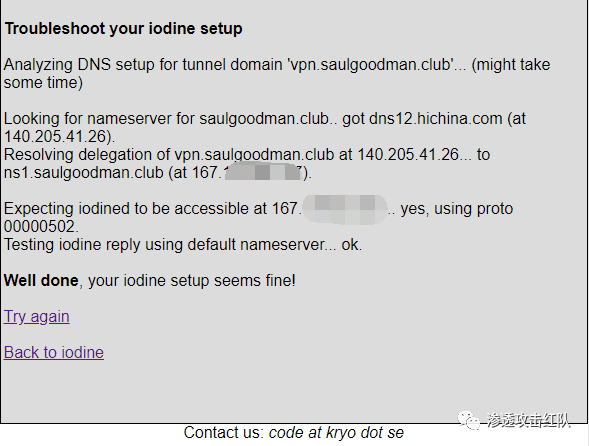 Troubleshoot your iodine setup
Analyzing DNS setup for tunnel domain 'vpn.saulgoodman.club'... (might take
some time)
Looking for nameserver for saulgoodman.club.. got dns12.hichina.com (at
140.205.41.26).
Resolving delegation of vpn.saulgoodman.club at 140.205.41.26... to
ns1.saulgoodman.club (at 167.1 7).
Expecting iodined to be accessible at 167. .. yes, using proto
00000502.
Testing iodine reply using default nameserver... ok.
Well done, your iodine setup seems fine!
Try again
Back to iodine
渗透攻击红队
Contact us: code at kryo dot se